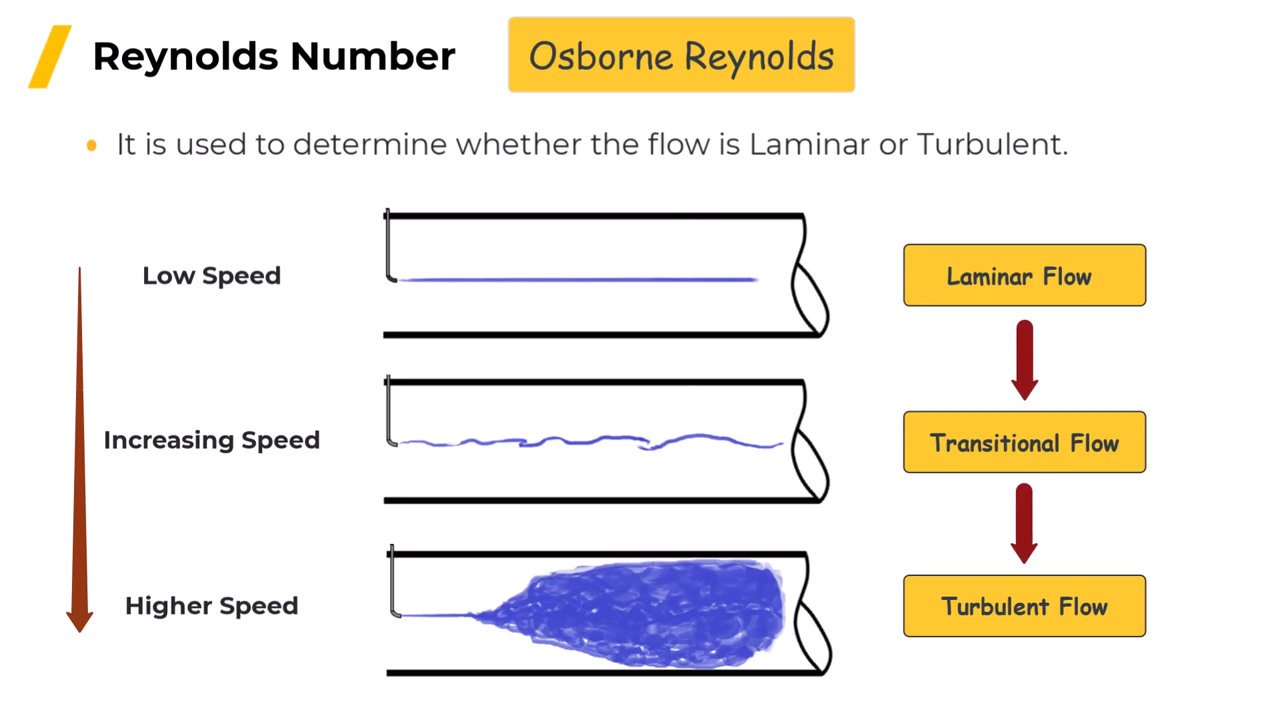 Reynolds Number
Osborne Reynolds
• It is used to determine whether the flow is Laminar or Turbulent.
Low Speed
Laminar Flow
Increasing Speed
Transitional Flow
Higher Speed
Turbulent Flow